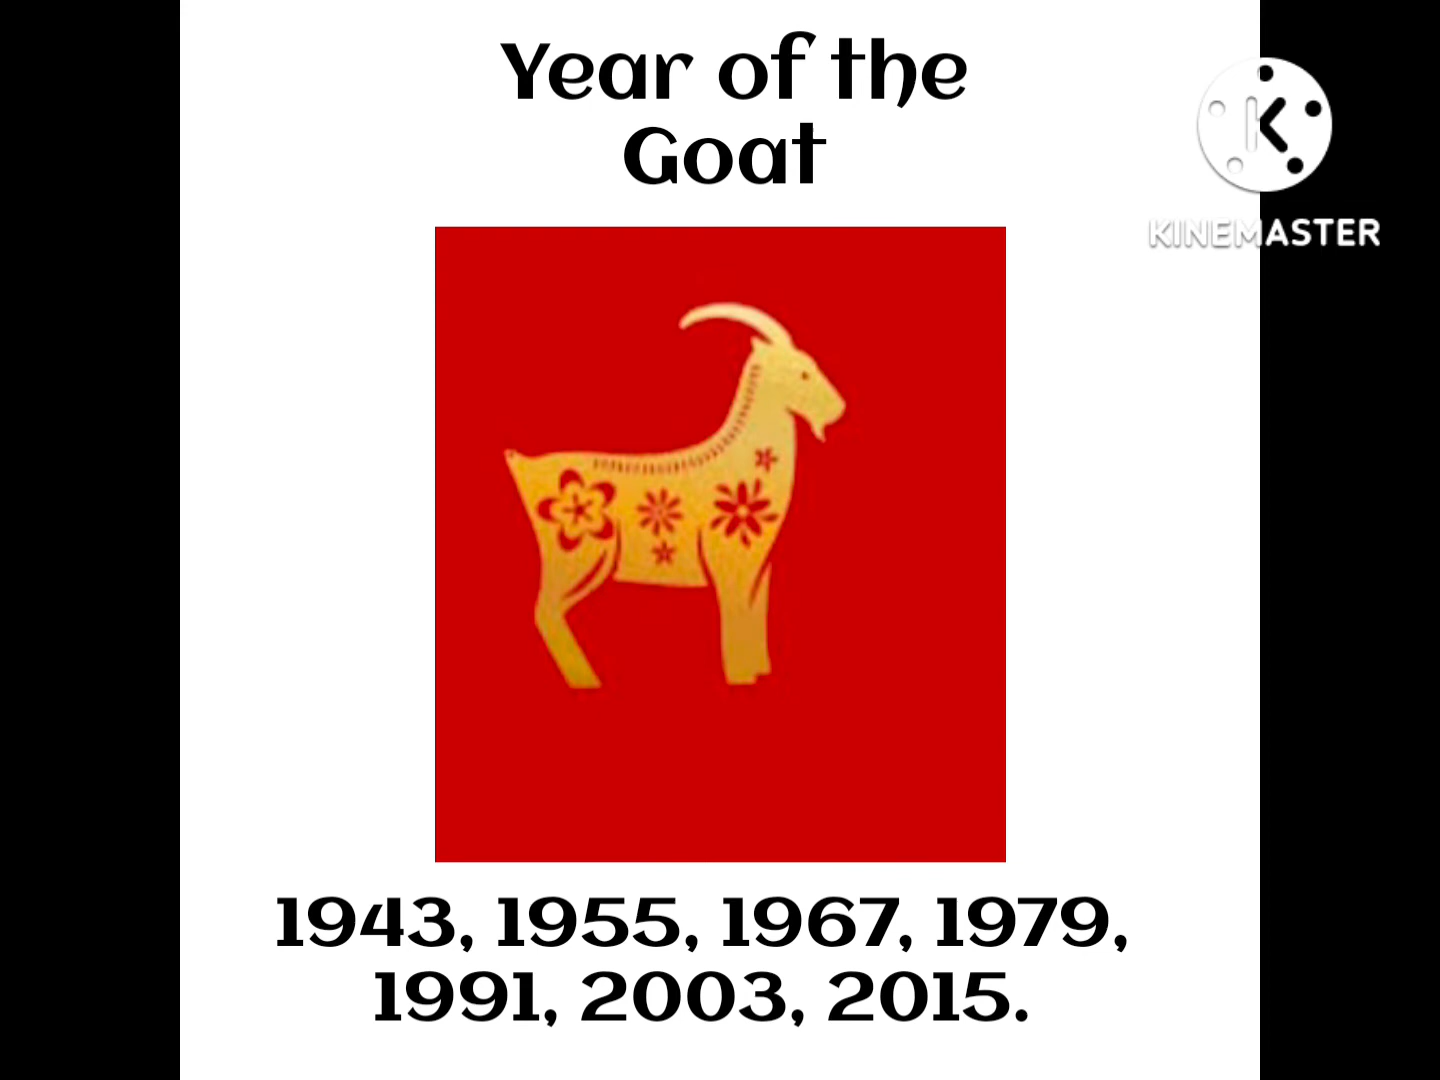 Year of the
Goat
K
KINEMASTER
1943, 1955, 1967, 1979,
1991, 2003, 2015.